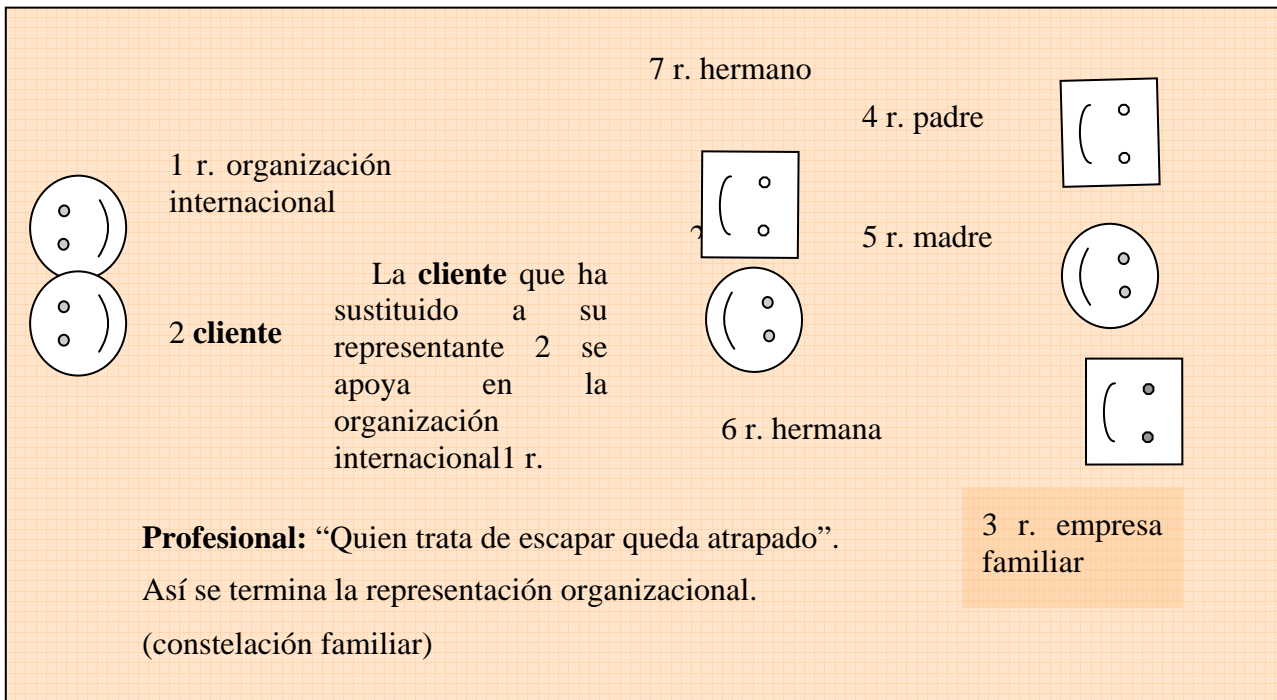 7 r. hermano
4 r. padre
1 r. organización
internacional
5 r. madre
La cliente que ha
sustituido a su
representante 2 se
apoya en la
organización
internacional1 r.
2 cliente
6 r. hermana
3 r. empresa
familiar
Profesional: “Quien trata de escapar queda atrapado”.
Así se termina la representación organizacional.
(constelación familiar)